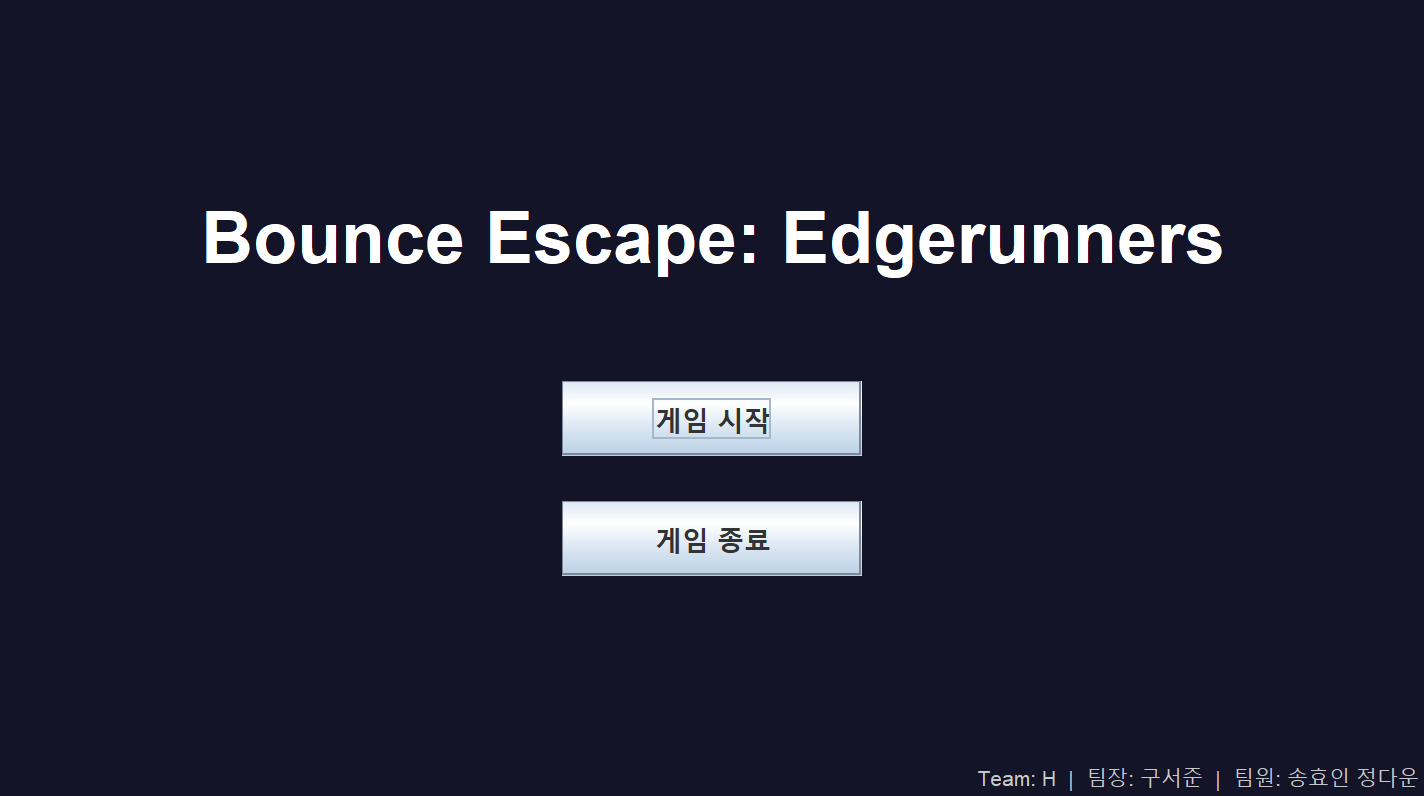 Bounce Escape: Edgerunners
게임 시작
게임 종료
Team: H | 팀장: 구서준 | 팀원: 송효인 정다운